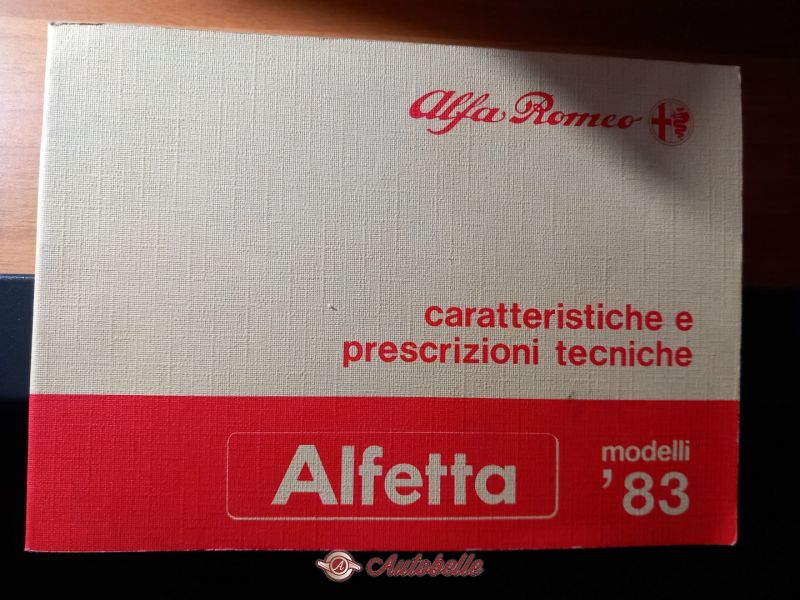 Alfa Romeo
caratteristiche e
prescrizioni tecniche
Alfetta
modelli
'83
A Autobelle